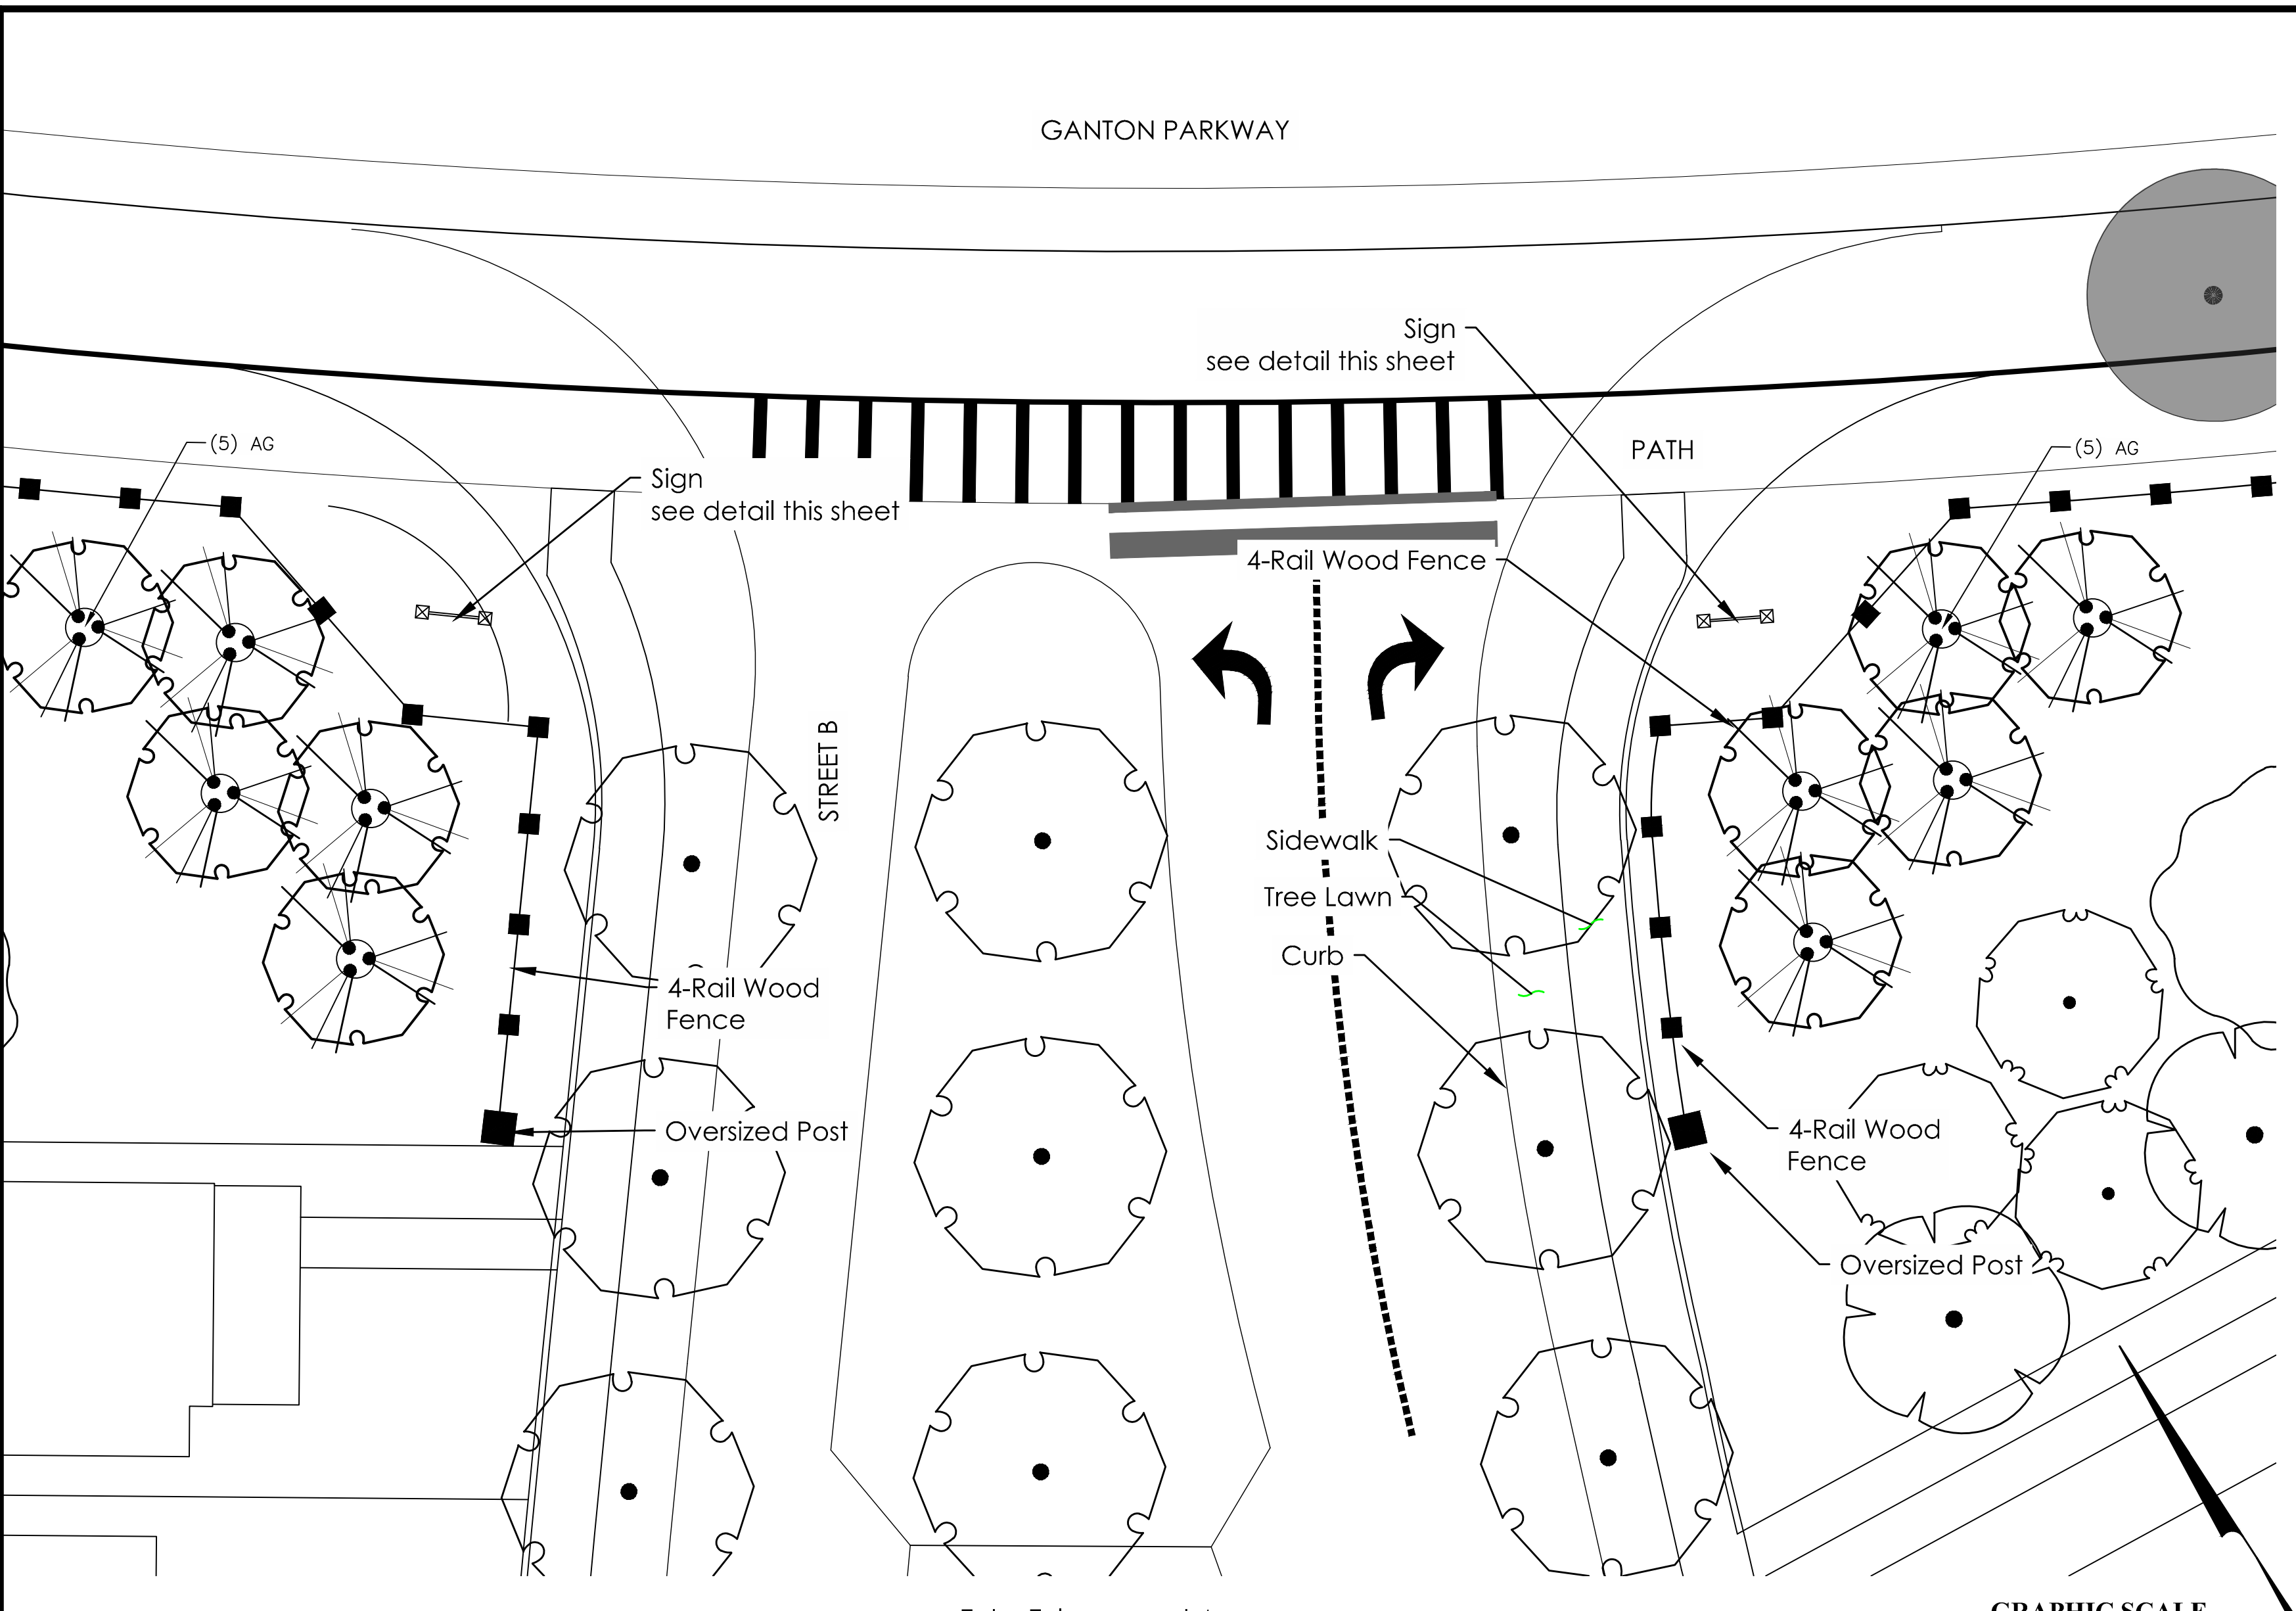 GANTON PARKWAY
Sign
see detail this sheet
(5) AG
PATH
(5) AG
Sign
see detail this sheet
4-Rail Wood Fence
STREET B
Sidewalk
Tree Lawn
Curb
4-Rail Wood
Fence
Oversized Post
4-Rail Wood
Fence
Oversized Post
GRAPHIC SCALE